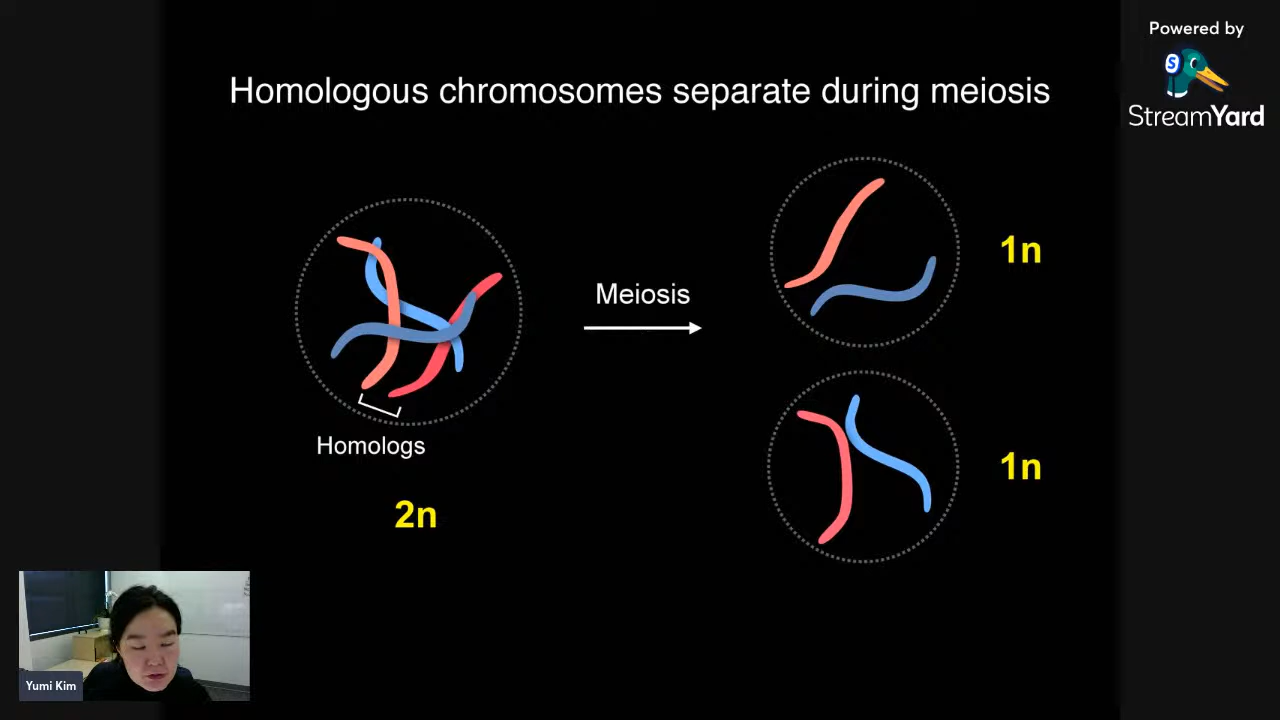 Powered by
StreamYard
Homologous chromosomes separate during meiosis
Meiosis
1n
1n
Homologs
2n
Yumi Kim